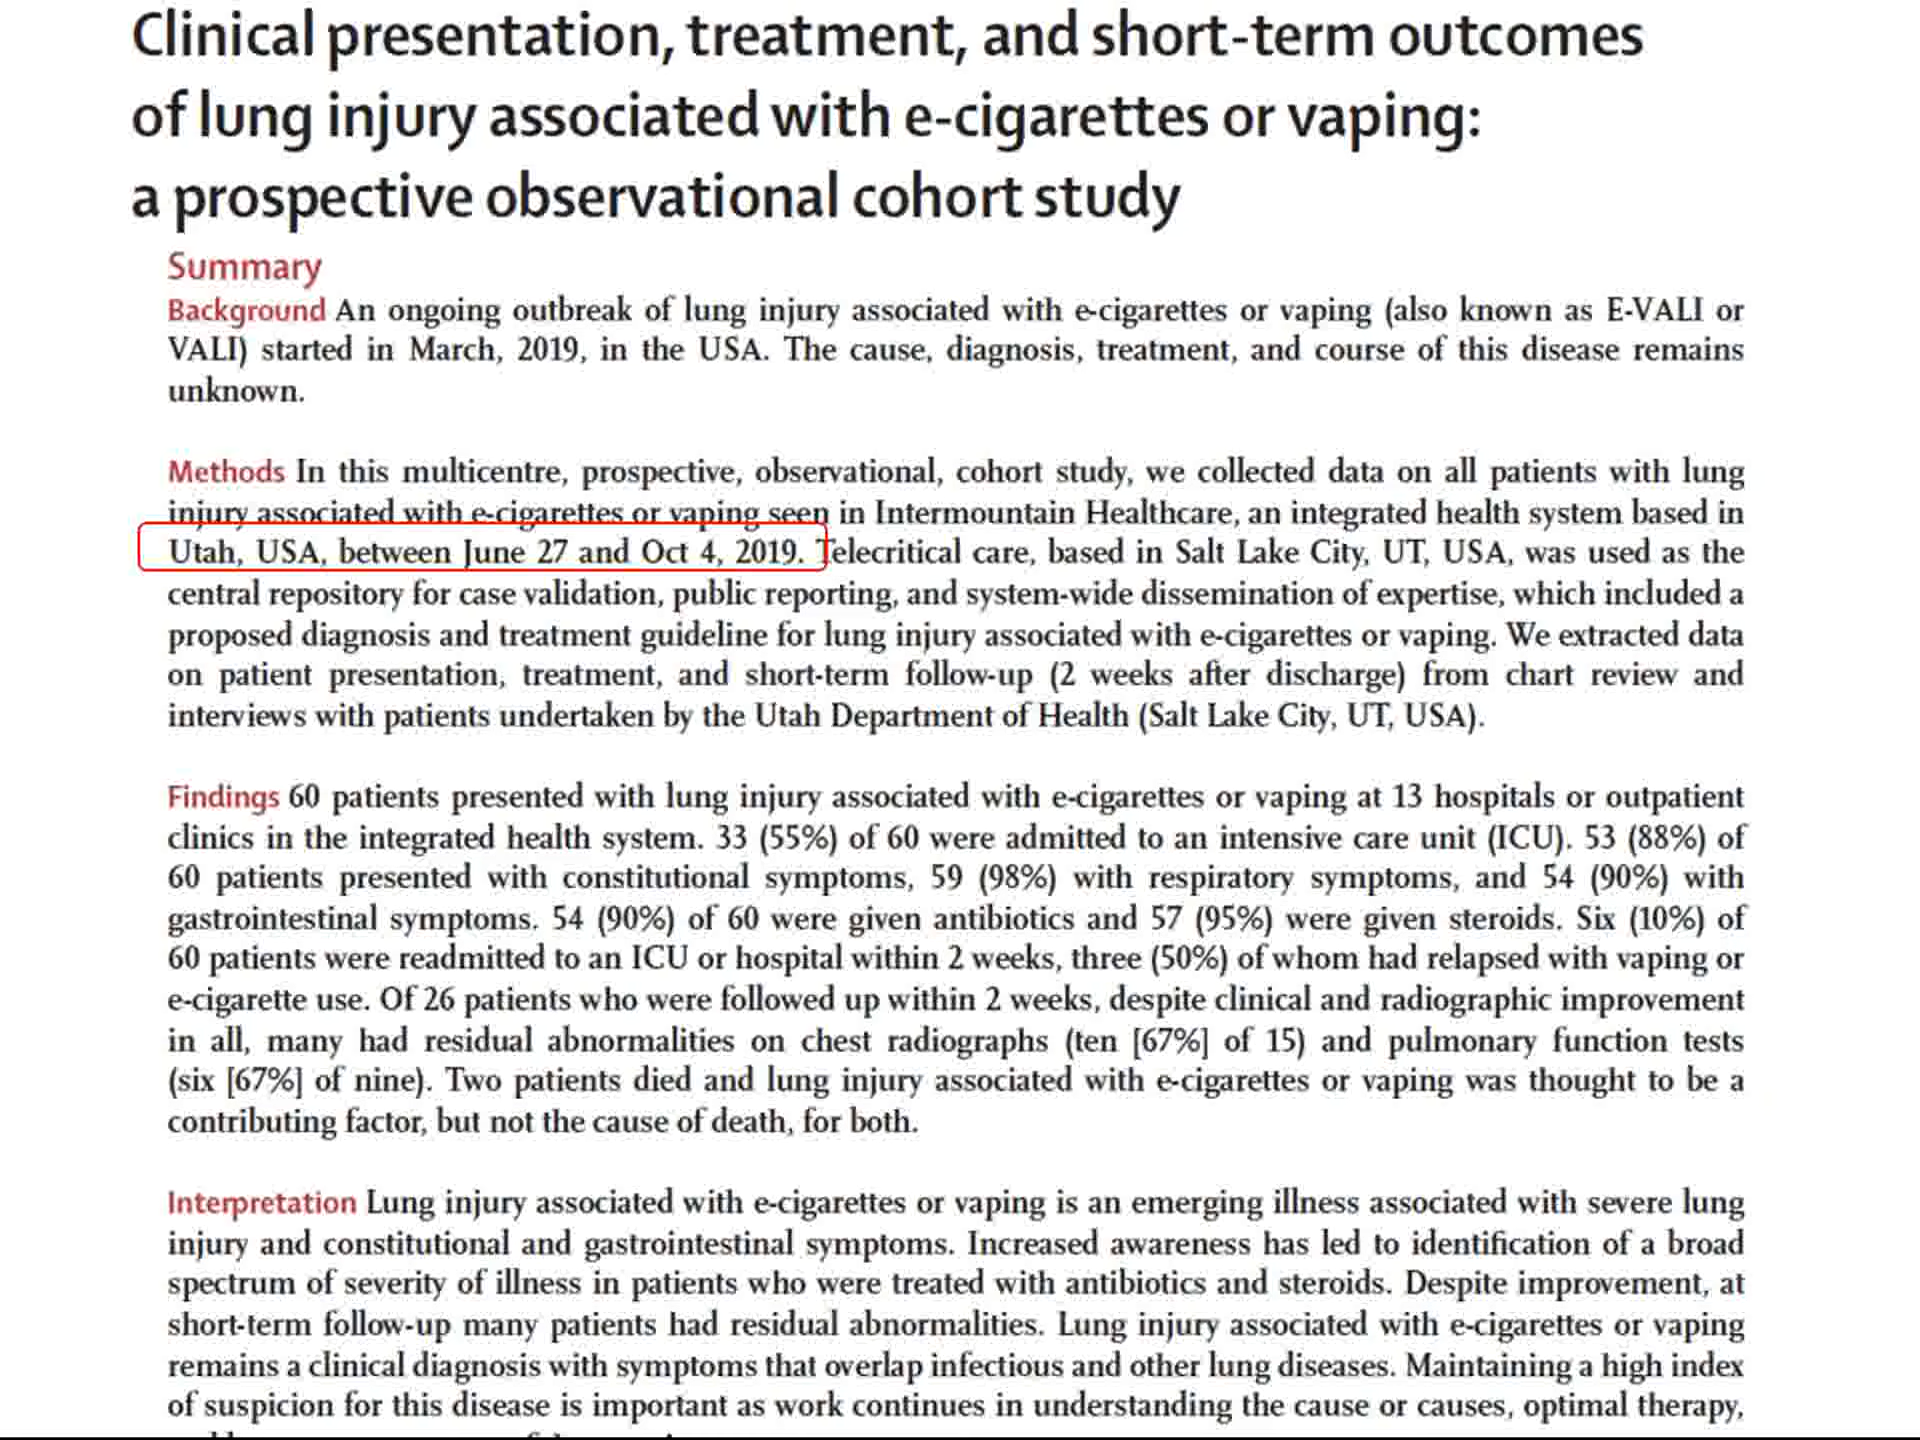 Clinical presentation, treatment, and short-term outcomes
of lung injury associated with e-cigarettes or vaping:
a prospective observational cohort study
Summary
Background An ongoing outbreak of lung injury associated with e-cigarettes or vaping (also known as E-VALI or
VALI) started in March, 2019, in the USA. The cause, diagnosis, treatment, and course of this disease remains
unknown.
Methods In this multicentre, prospective, observational, cohort study, we collected data on all patients with lung
injury associated with e-cigarettes or vaping seen in Intermountain Healthcare, an integrated health system based in
Utah, USA, between June 27 and Oct 4, 2019. Telecritical care, based in Salt Lake City, UT, USA, was used as the
central repository for case validation, public reporting, and system-wide dissemination of expertise, which included a
proposed diagnosis and treatment guideline for lung injury associated with e-cigarettes or vaping. We extracted data
on patient presentation, treatment, and short-term follow-up (2 weeks after discharge) from chart review and
interviews with patients undertaken by the Utah Department of Health (Salt Lake City, UT, USA).
Findings 60 patients presented with lung injury associated with e-cigarettes or vaping at 13 hospitals or outpatient
clinics in the integrated health system. 33 (55%) of 60 were admitted to an intensive care unit (ICU). 53 (88%) of
60 patients presented with constitutional symptoms, 59 (98%) with respiratory symptoms, and 54 (90%) with
gastrointestinal symptoms. 54 (90%) of 60 were given antibiotics and 57 (95%) were given steroids. Six (10%) of
60 patients were readmitted to an ICU or hospital within 2 weeks, three (50%) of whom had relapsed with vaping or
e-cigarette use. Of 26 patients who were followed up within 2 weeks, despite clinical and radiographic improvement
in all, many had residual abnormalities on chest radiographs (ten [67%] of 15) and pulmonary function tests
(six [67%] of nine). Two patients died and lung injury associated with e-cigarettes or vaping was thought to be a
contributing factor, but not the cause of death, for both.
Interpretation Lung injury associated with e-cigarettes or vaping is an emerging illness associated with severe lung
injury and constitutional and gastrointestinal symptoms. Increased awareness has led to identification of a broad
spectrum of severity of illness in patients who were treated with antibiotics and steroids. Despite improvement, at
short-term follow-up many patients had residual abnormalities. Lung injury associated with e-cigarettes or vaping
remains a clinical diagnosis with symptoms that overlap infectious and other lung diseases. Maintaining a high index
of suspicion for this disease is important as work continues in understanding the cause or causes, optimal therapy,